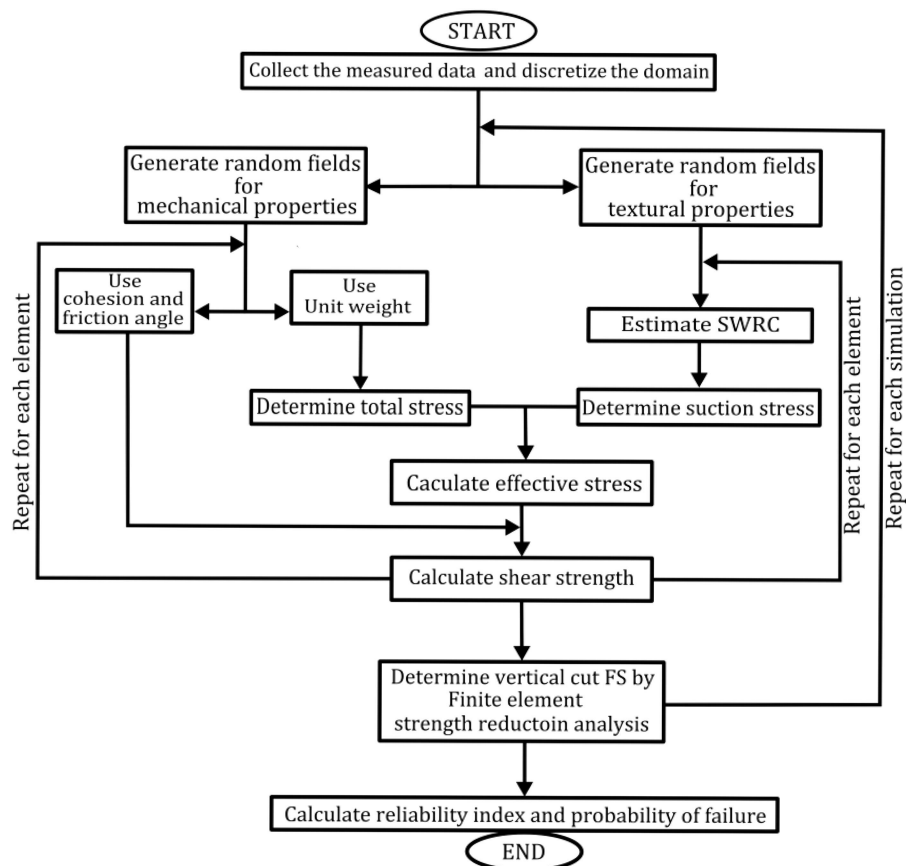 START
Collect the measured data and discretize the domain
Generate random fields
for
mechanical properties
Generate random fields
for
textural properties
Use
cohesion and
friction angle
Use
Unit weight
Estimate SWRC
Determine total stress
Determine suction stress
Caculate effective stress
Calculate shear strength
Determine vertical cut FS by
Finite element
strength reductoin analysis
Calculate reliability index and probability of failure
END
Repeat for each element
Repeat for each element
Repeat for each simulation